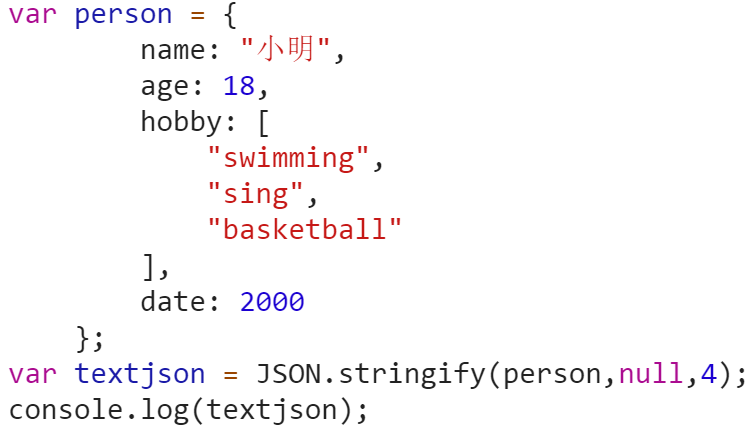 var person = {
        name: "小明",
        age: 18,
        hobby: [
            "swimming",
            "sing",
            "basketball"
        ],
        date: 2000
    };
var textjson = JSON.stringify(person,null,4);
console.log(textjson);